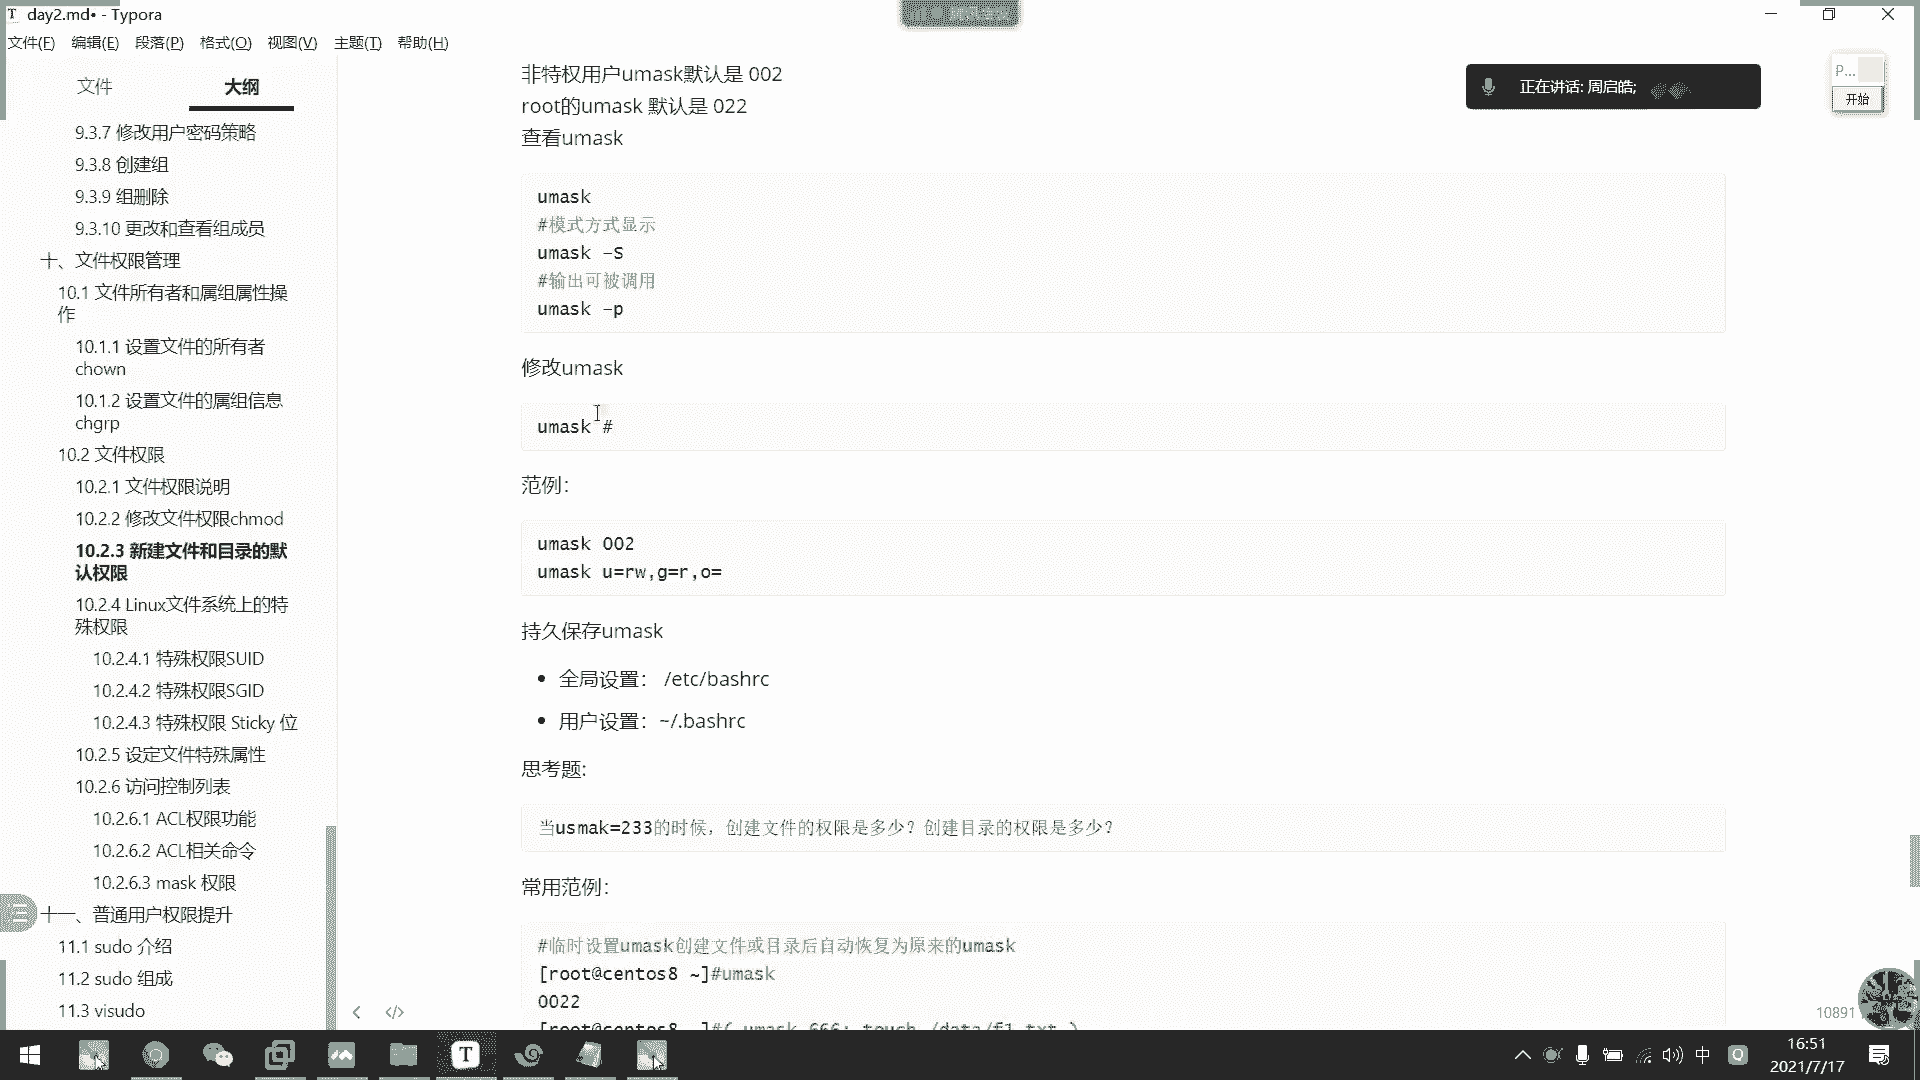 day2.md• - Typora
文件(F) 编辑(E) 段落(P) 格式(O) 视图(V) 主题(T) 帮助(H)
文件 大纲
9.3.7 修改用户密码策略
9.3.8 创建组
9.3.9 组删除
9.3.10 更改和查看组成员
十、文件权限管理
10.1 文件所有者和属组属性操
作
10.1.1 设置文件的所有者
chown
10.1.2 设置文件的属组信息
chgrp
10.2 文件权限
10.2.1 文件权限说明
10.2.2 修改文件权限chmod
10.2.3 新建文件和目录的默
认权限
10.2.4 Linux文件系统上的特
殊权限
10.2.4.1 特殊权限SUID
10.2.4.2 特殊权限SGID
10.2.4.3 特殊权限 Sticky 位
10.2.5 设定文件特殊属性
10.2.6 访问控制列表
10.2.6.1 ACL权限功能
10.2.6.2 ACL相关命令
10.2.6.3 mask 权限
十一、普通用户权限提升
11.1 sudo 介绍
11.2 sudo 组成
11.3 visudo
非特权用户umask默认是 002
root的umask 默认是 022
查看umask
umask
#模式方式显示
umask -S
#输出可被调用
umask -p
修改umask
umask #
范例：
umask 002
umask u=rw,g=r,o=
持久保存umask
• 全局设置： /etc/bashrc
• 用户设置：~/.bashrc
思考题:
当usmak=233的时候，创建文件的权限是多少？创建目录的权限是多少？
常用范例：
#临时设置umask创建文件或目录后自动恢复为原来的umask
[root@centos8 ~]#umask
0022
[root@centos8 ~]#( umask 666; touch /data/f1.txt )
正在讲话: 周启皓;
P...
开始
10891
中
16:51
2021/7/17